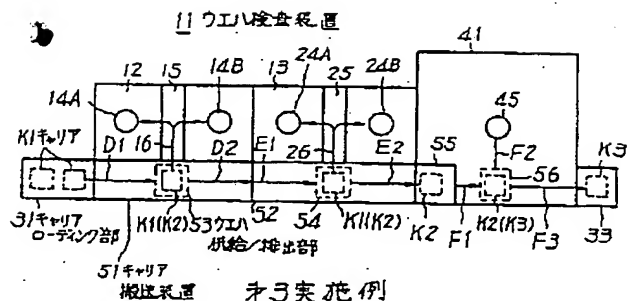 11 ウエハ検査装置
41
12 15 14B 13 24A 25 24B
14A
45
K1キャリア
16 D1 D2 E1 26 E2 55 F2 56 K3
31キャリア
ローディング部
K1(K2) 53ウエハ
供給/排出部
52 54 K1(K2) K2 F1 K2(K3) F3 33
51キャリア
搬送装置
才3実施例